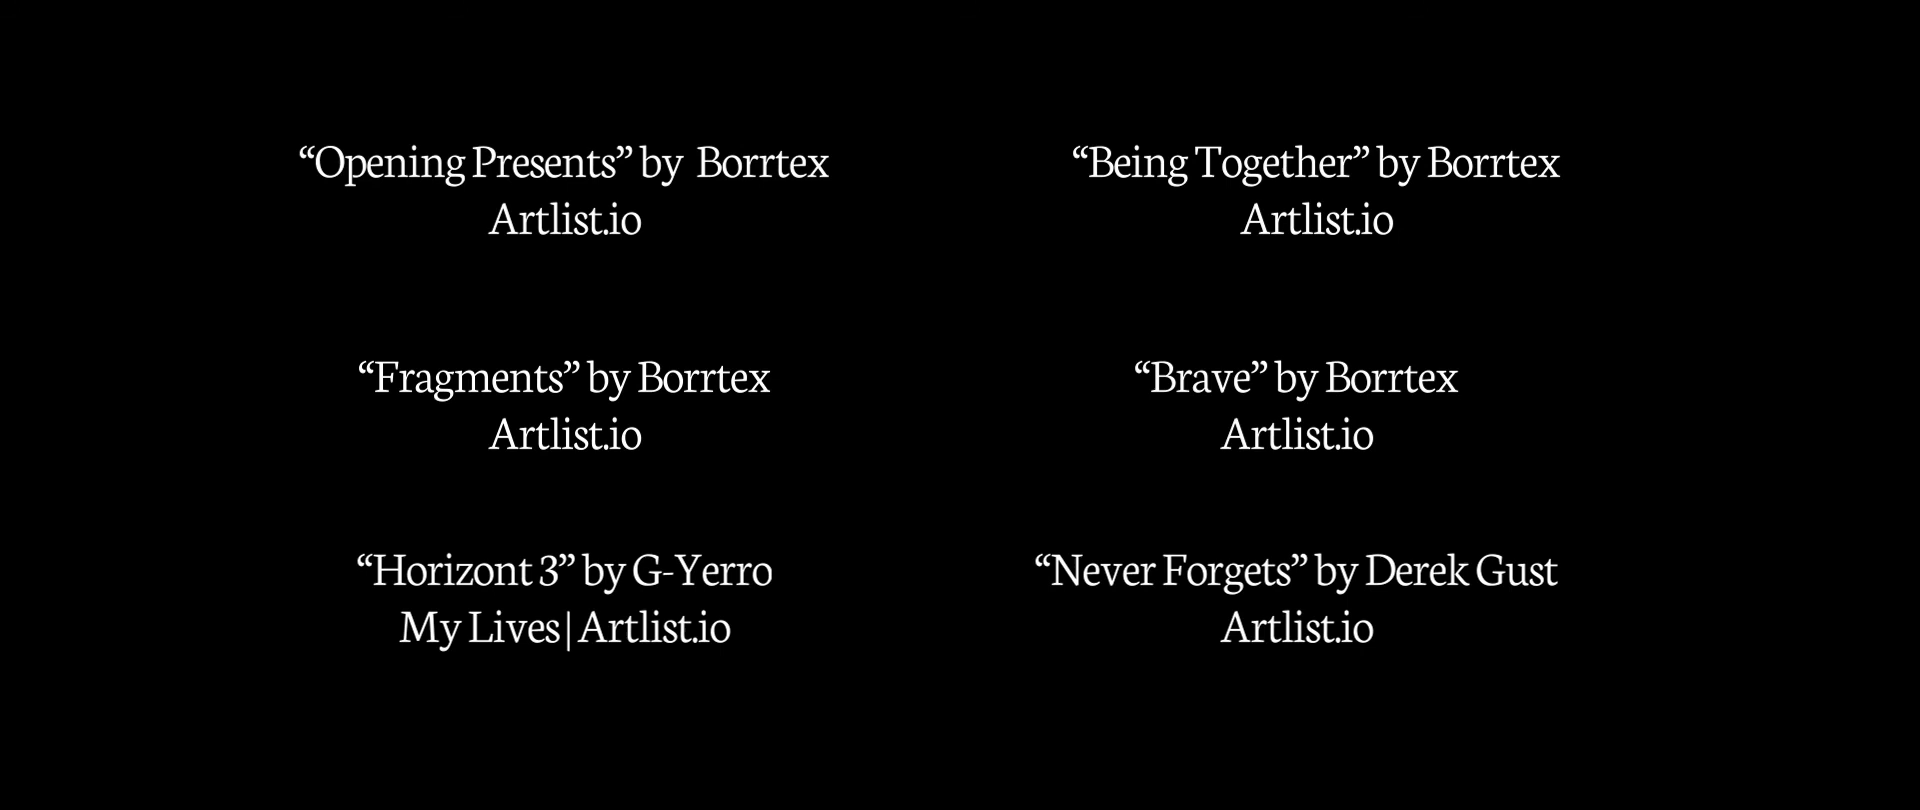 “Opening Presents” by  Borrtex
Artlist.io
“Being Together” by Borrtex
Artlist.io
“Fragments” by Borrtex
Artlist.io
“Brave” by Borrtex
Artlist.io
“Horizont 3” by G-Yerro
My Lives | Artlist.io
“Never Forgets” by Derek Gust
Artlist.io